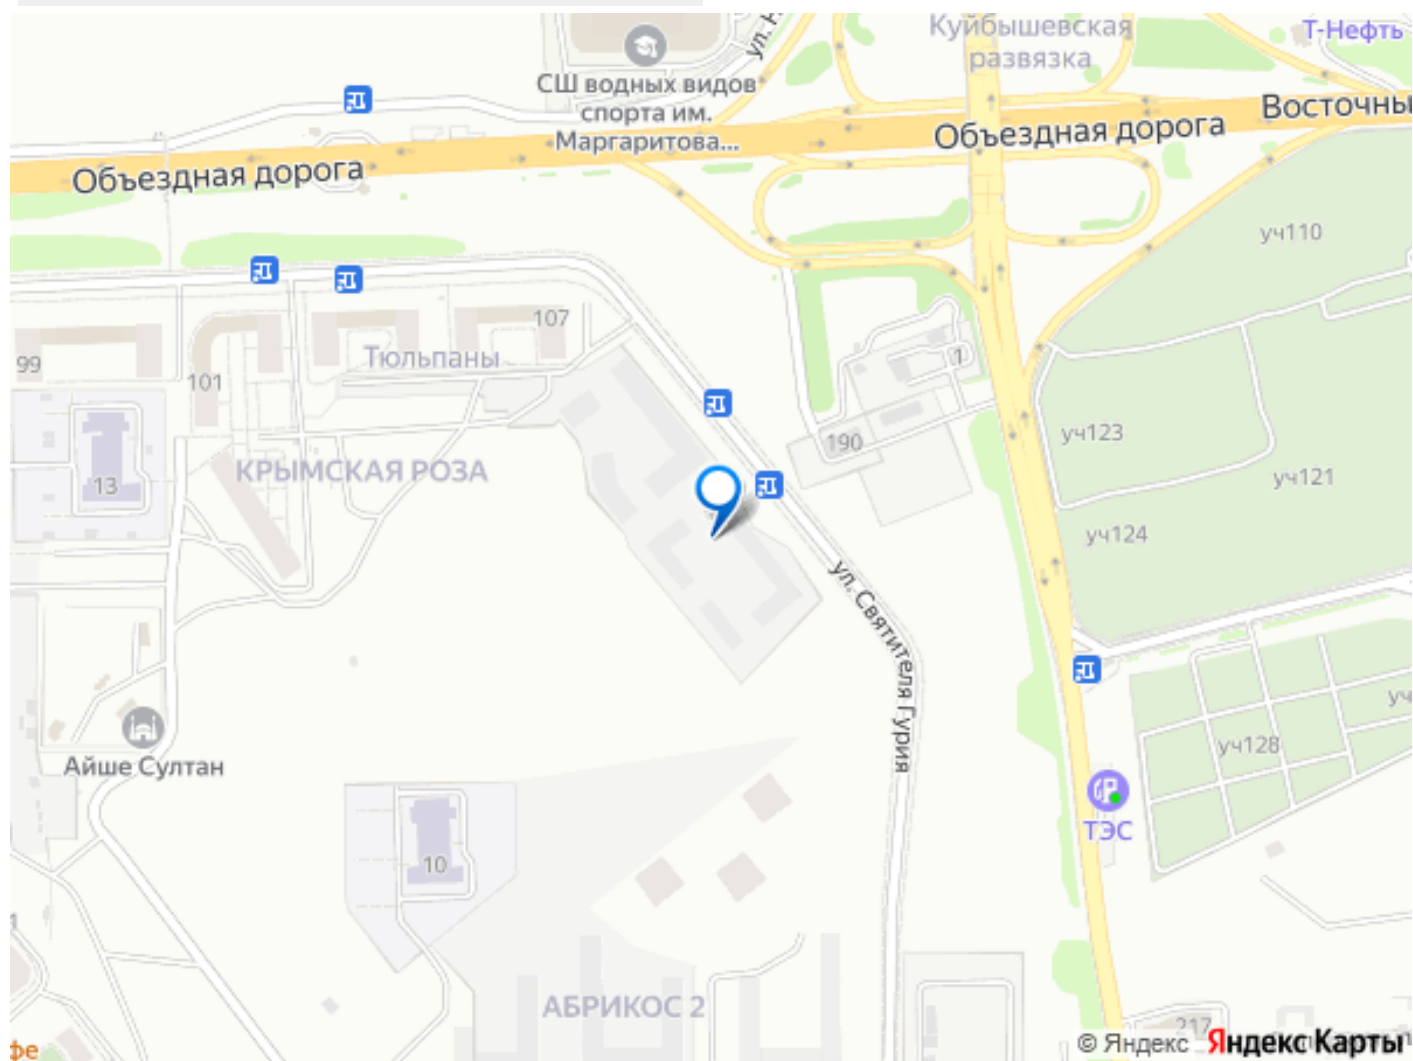 Куйбышевская
развязка
Т-Нефть
СШ водных видов
спорта им.
Маргаритова...
Восточны
Объездная дорога
Объездная дорога
уч110
107
Тюльпаны
99
101
1
190
уч123
КРЫМСКАЯ РОЗА
13
уч121
уч124
ул. Святителя Гурия
Айше Султан
уч128
ТЭС
10
АБРИКОС 2
217
© Яндекс Яндекс Карты
фе